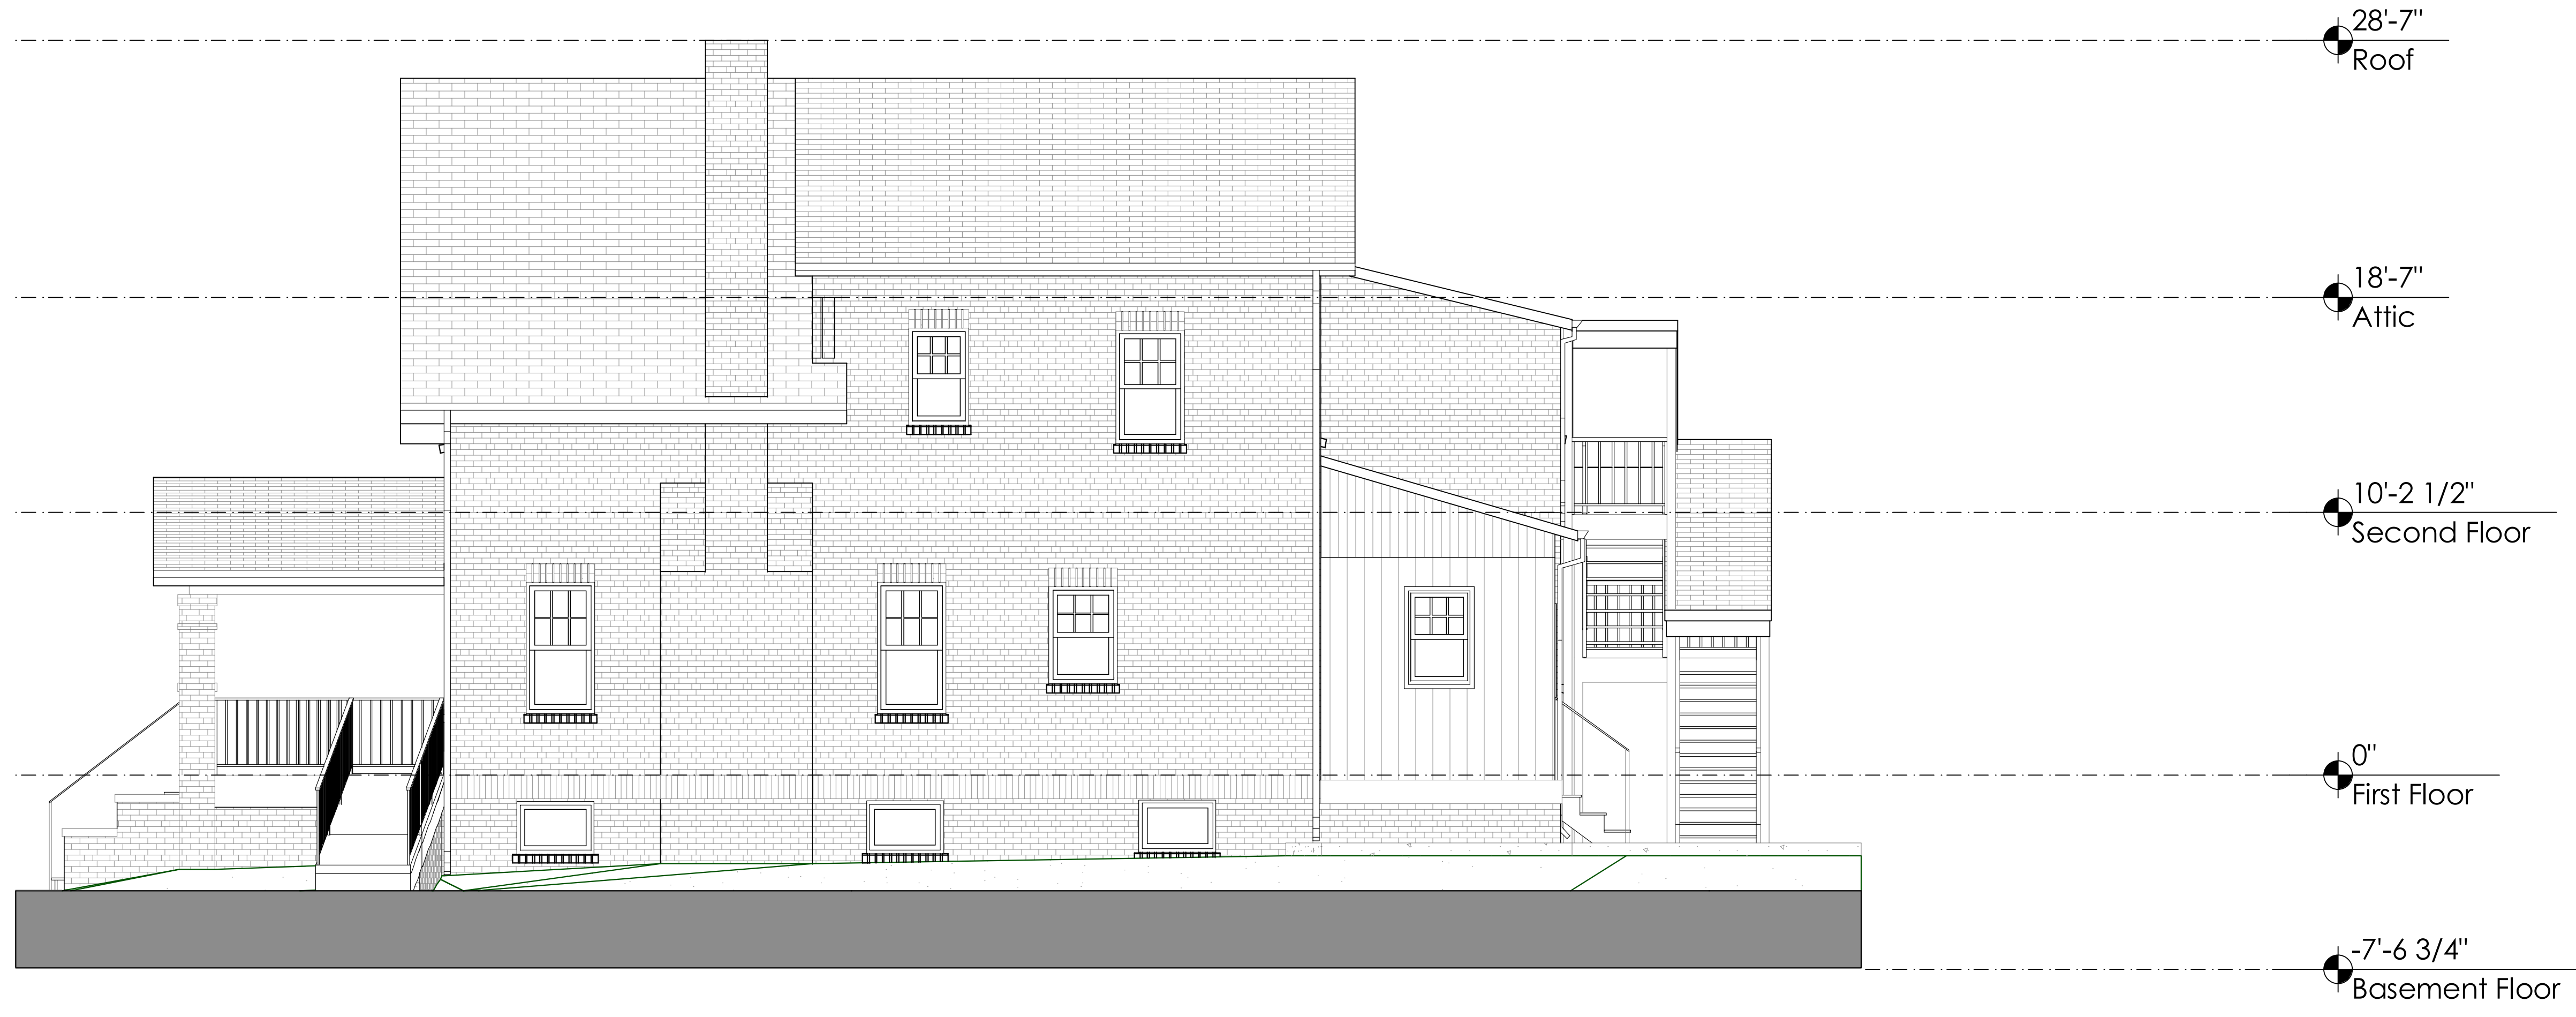 28'-7"
Roof
18'-7"
Attic
10'-2 1/2"
Second Floor
0"
First Floor
-7'-6 3/4"
Basement Floor